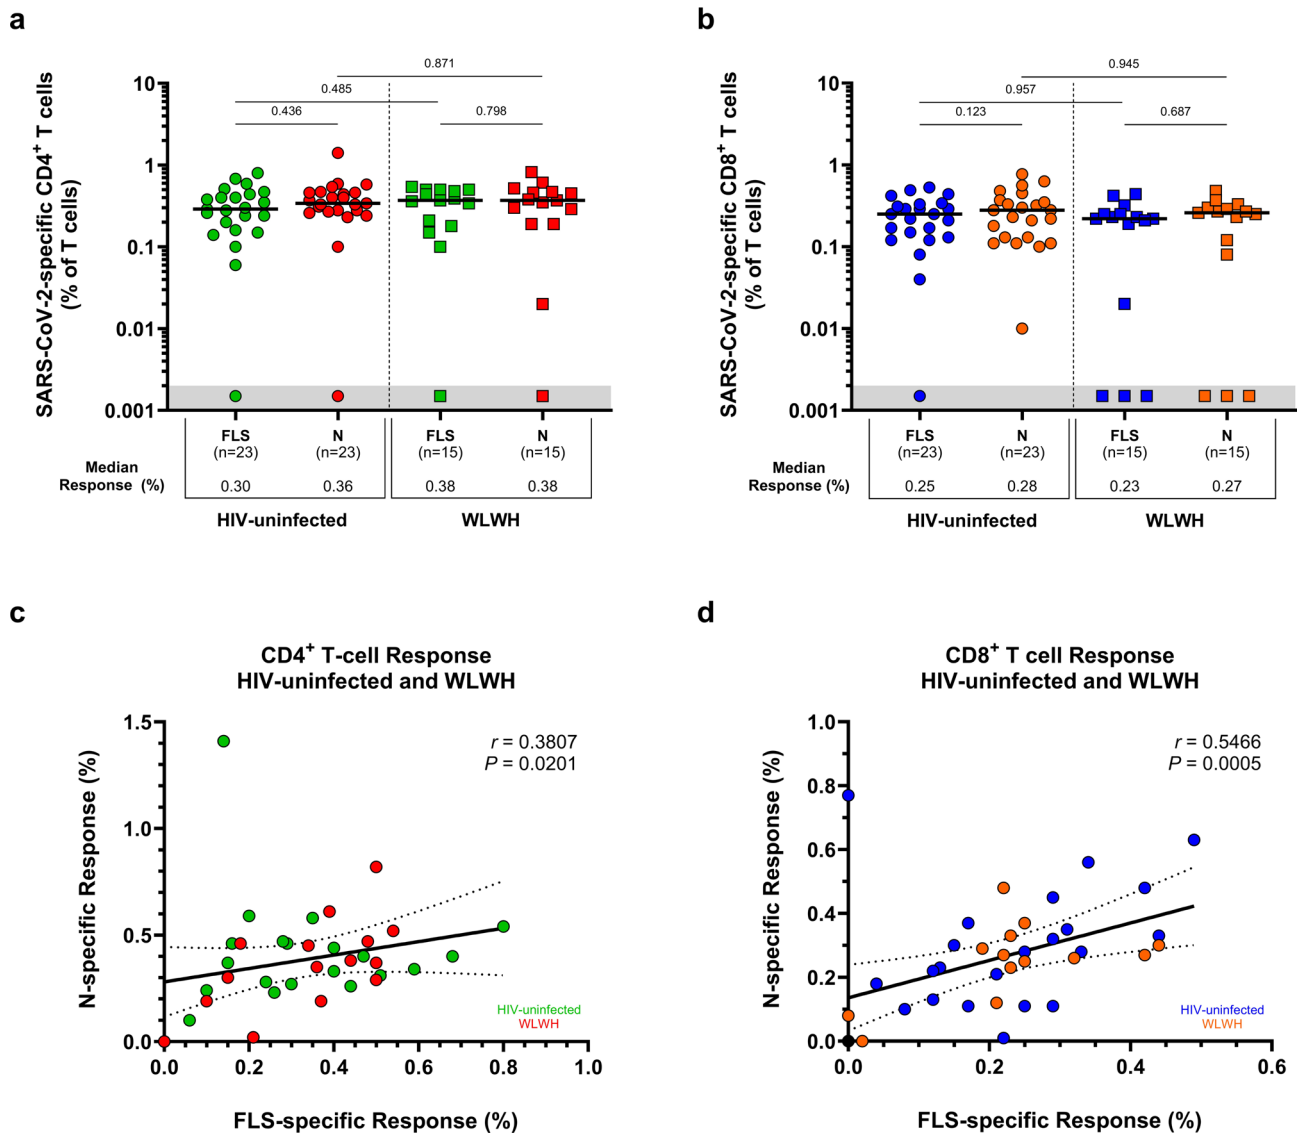 a
SARS-CoV-2-specific CD4⁺ T cells
(% of T cells)
10
1
0.1
0.01
0.001
0.871
0.485
0.436
0.798
FLS
(n=23)
N
(n=23)
FLS
(n=15)
N
(n=15)
Median
Response (%)
0.30
0.36
0.38
0.38
HIV-uninfected
WLWH
b
SARS-CoV-2-specific CD8⁺ T cells
(% of T cells)
10
1
0.1
0.01
0.001
0.945
0.957
0.123
0.687
FLS
(n=23)
N
(n=23)
FLS
(n=15)
N
(n=15)
Median
Response (%)
0.25
0.28
0.23
0.27
HIV-uninfected
WLWH
c
CD4⁺ T-cell Response
HIV-uninfected and WLWH
N-specific Response (%)
1.5
1.0
0.5
0.0
r = 0.3807
P = 0.0201
HIV-uninfected
WLWH
0.0 0.2 0.4 0.6 0.8 1.0
FLS-specific Response (%)
d
CD8⁺ T cell Response
HIV-uninfected and WLWH
N-specific Response (%)
1.0
0.8
0.6
0.4
0.2
0.0
r = 0.5466
P = 0.0005
HIV-uninfected
WLWH
0.0 0.2 0.4 0.6
FLS-specific Response (%)